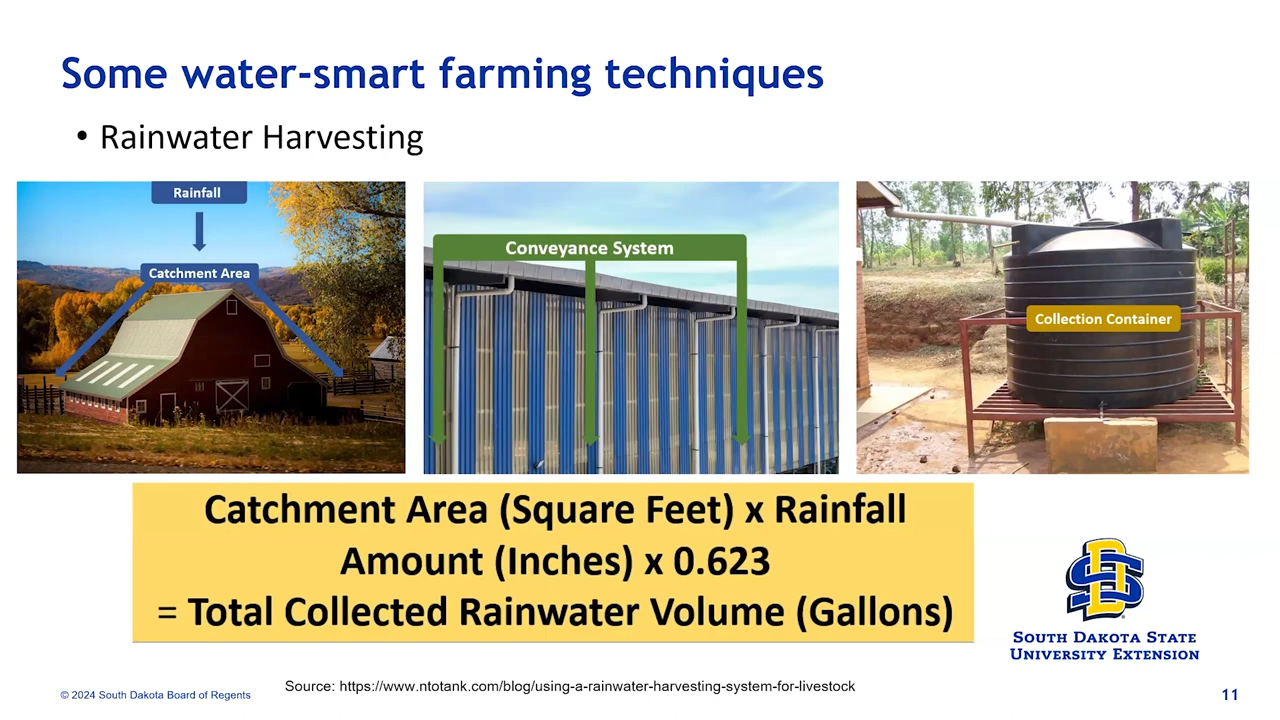 Some water-smart farming techniques
• Rainwater Harvesting
Rainfall
Catchment Area
Conveyance System
Collection Container
Catchment Area (Square Feet) x Rainfall
Amount (Inches) x 0.623
= Total Collected Rainwater Volume (Gallons)
SOUTH DAKOTA STATE
UNIVERSITY EXTENSION
© 2024 South Dakota Board of Regents
Source: https://www.ntotank.com/blog/using-a-rainwater-harvesting-system-for-livestock
11